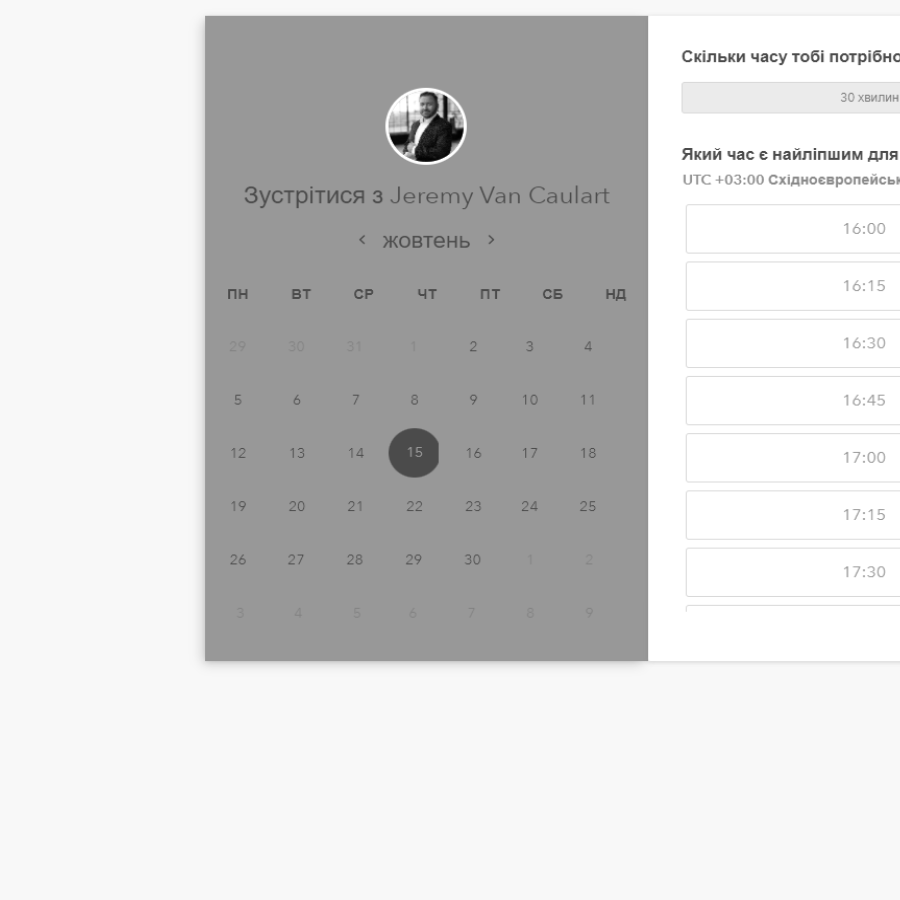 Зустрітися з Jeremy Van Caulart
< жовтень >
ПН ВТ СР ЧТ ПТ СБ НД
29 30 31 1 2 3 4
5 6 7 8 9 10 11
12 13 14 15 16 17 18
19 20 21 22 23 24 25
26 27 28 29 30 1 2
3 4 5 6 7 8 9
Скільки часу тобі потрібно
30 хвилин
Який час є найліпшим для
UTC +03:00 Східноєвропейськ
16:00
16:15
16:30
16:45
17:00
17:15
17:30